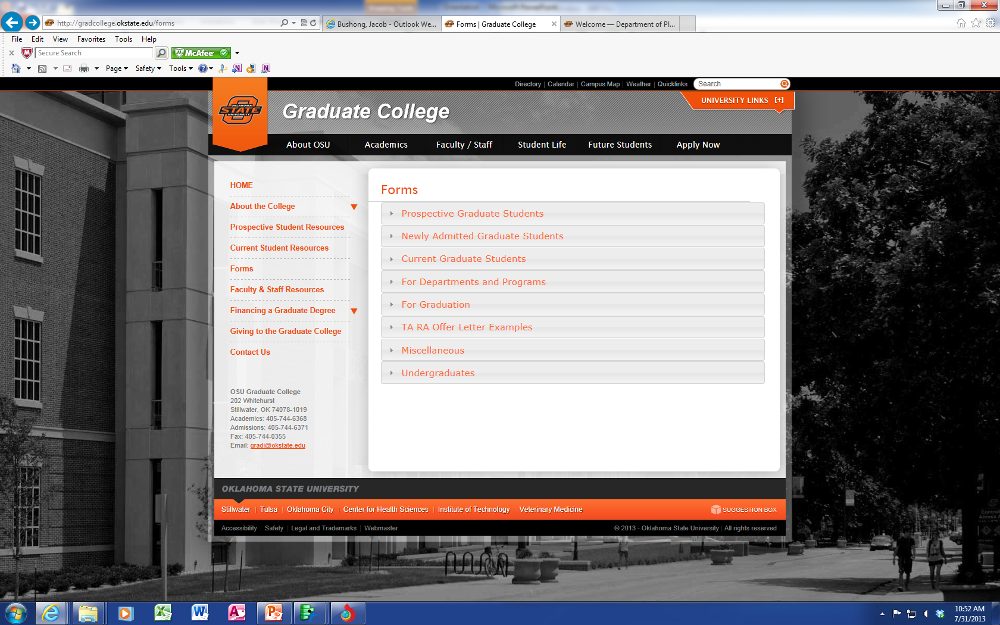 http://gradcollege.okstate.edu/forms
Bushong, Jacob - Outlook We...
Forms | Graduate College
Welcome — Department of Pl...
File Edit View Favorites Tools Help
Secure Search
McAfee
Page Safety Tools
Directory | Calendar | Campus Map | Weather | Quicklinks
Search
OKLAHOMA
STATE
UNIVERSITY
Graduate College
UNIVERSITY LINKS [+]
About OSU Academics Faculty / Staff Student Life Future Students Apply Now
HOME
About the College
Prospective Student Resources
Current Student Resources
Forms
Faculty & Staff Resources
Financing a Graduate Degree
Giving to the Graduate College
Contact Us
OSU Graduate College
202 Whitehurst
Stillwater, OK 74078-1019
Academics: 405-744-6368
Admissions: 405-744-6371
Fax: 405-744-0355
Email: gradi@okstate.edu
Forms
Prospective Graduate Students
Newly Admitted Graduate Students
Current Graduate Students
For Departments and Programs
For Graduation
TA RA Offer Letter Examples
Miscellaneous
Undergraduates
OKLAHOMA STATE UNIVERSITY
Stillwater | Tulsa | Oklahoma City | Center for Health Sciences | Institute of Technology | Veterinary Medicine
SUGGESTION BOX
Accessibility | Safety | Legal and Trademarks | Webmaster
© 2013 - Oklahoma State University | All rights reserved
10:52 AM
7/31/2013